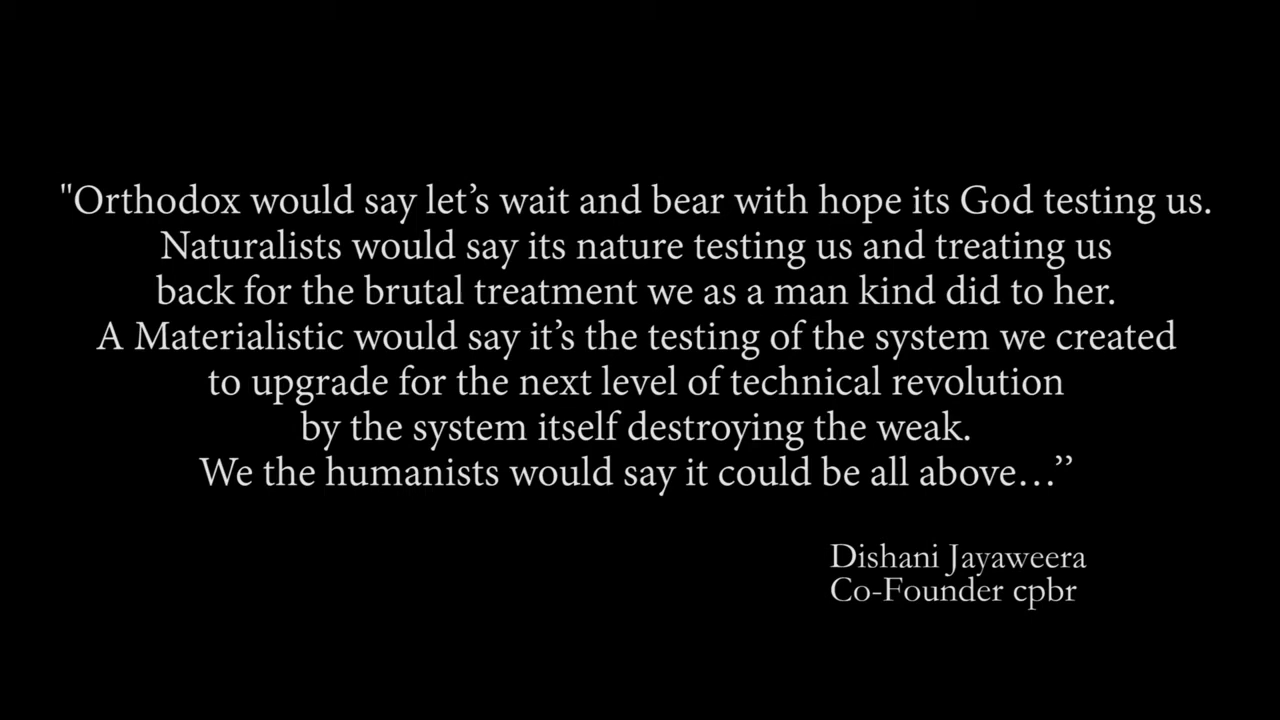 "Orthodox would say let’s wait and bear with hope its God testing us.
Naturalists would say its nature testing us and treating us
back for the brutal treatment we as a man kind did to her.
A Materialistic would say it’s the testing of the system we created
to upgrade for the next level of technical revolution
by the system itself destroying the weak.
We the humanists would say it could be all above…’’
Dishani Jayaweera
Co-Founder cpbr